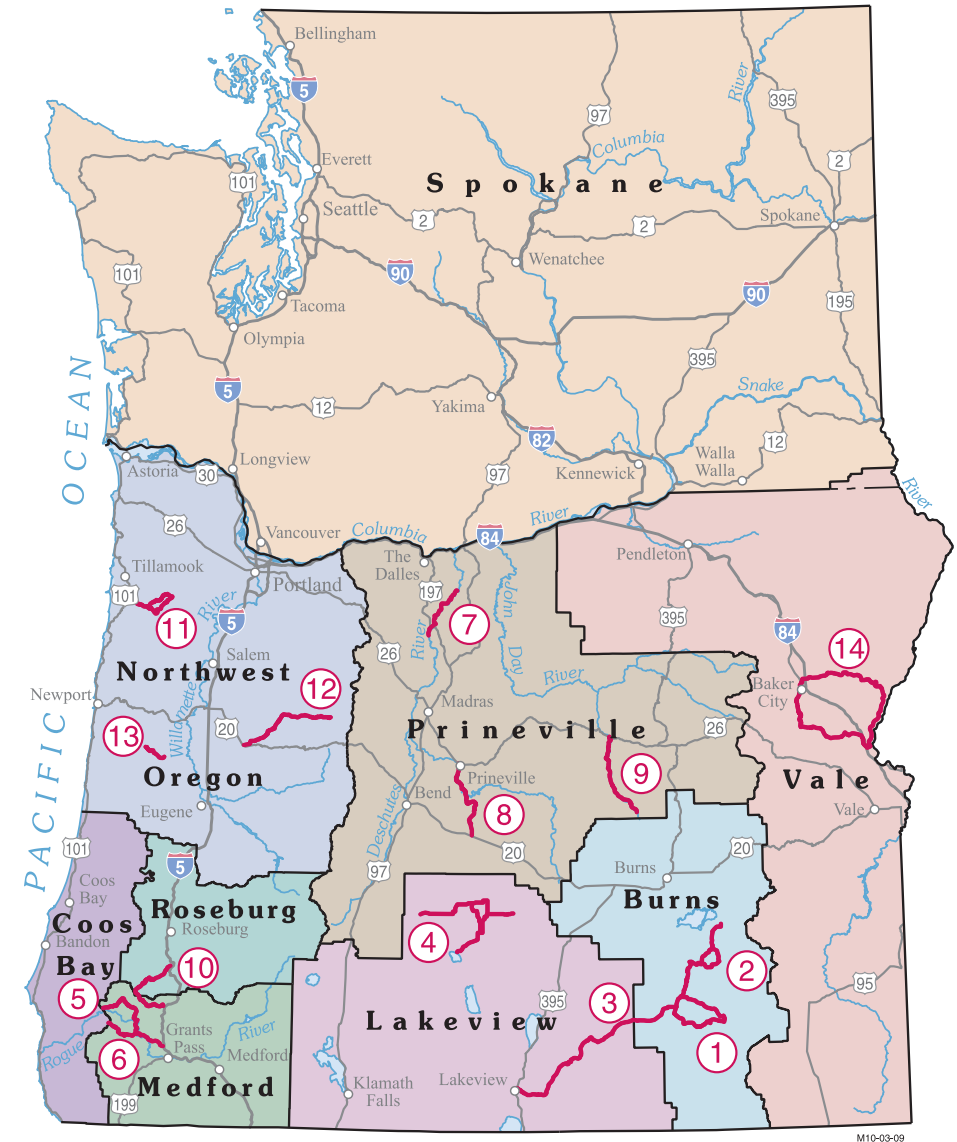 Bellingham
5
River
395
97
Columbia
Everett
2
101
Spokane
Seattle
2
2
Spokane
Wenatchee
101
90
90
195
Tacoma
Olympia
395
OCEAN
5
Snake
12
Yakima
82
12
Walla
Walla
Longview
Astoria
30
97
Kennewick
River
26
Vancouver
Columbia
84
River
The
Dalles
Pendleton
Tillamook
Portland
101
River
5
197
John
7
395
84
11
River
26
Day
14
Salem
Northwest
River
Baker
City
Newport
12
Madras
Willamette
20
Prineville
26
13
Oregon
Prineville
9
Vale
Bend
Eugene
8
Vale
Deschutes
101
5
20
20
97
Burns
Coos
Bay
Roseburg
Burns
Coos
Roseburg
Bandon
4
Bay
10
2
5
3
95
395
Lakeview
Grants
Pass
River
1
Rogue
6
Medford
Lakeview
Klamath
Falls
Medford
199
PACIFIC
M10-03-09